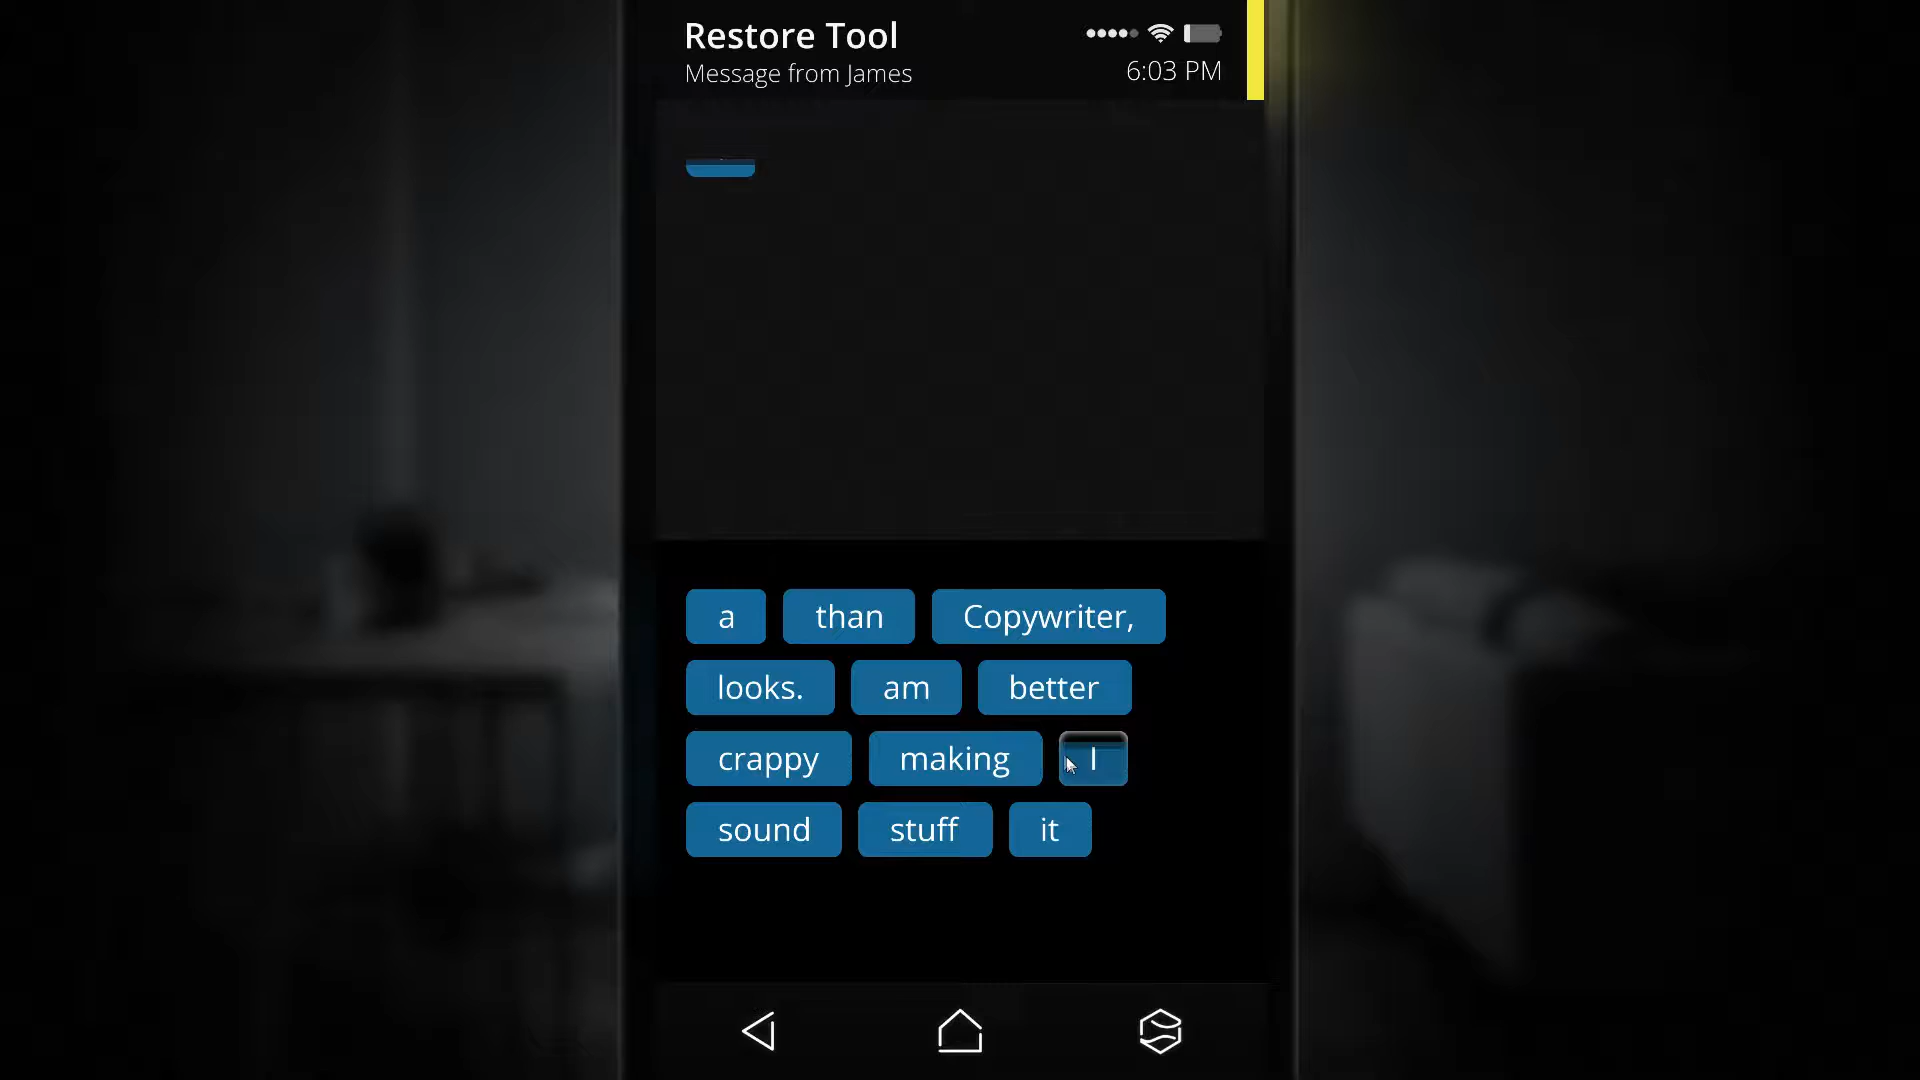 Restore Tool
Message from James
6:03 PM
a than Copywriter,
looks. am better
crappy making I
sound stuff it